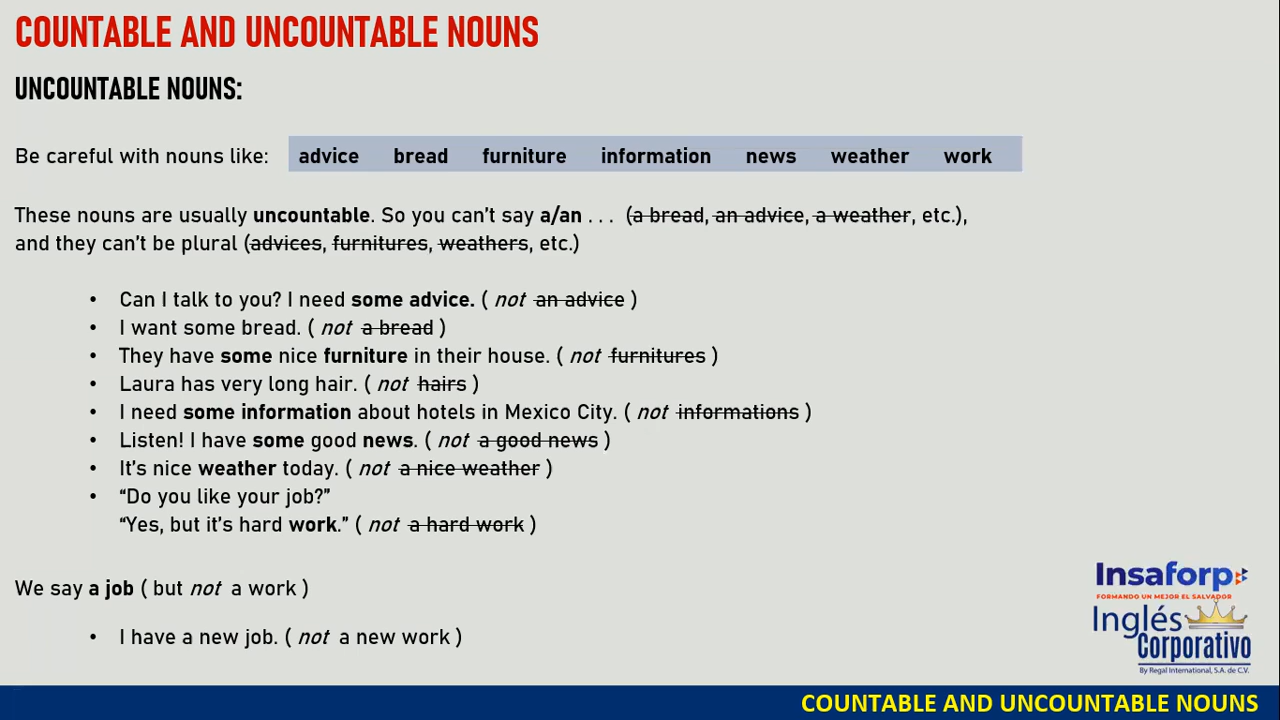 COUNTABLE AND UNCOUNTABLE NOUNS
UNCOUNTABLE NOUNS:
Be careful with nouns like: advice bread furniture information news weather work
These nouns are usually uncountable. So you can't say a/an . . . (a bread, an advice, a weather, etc.),
and they can't be plural (advices, furnitures, weathers, etc.)
• Can I talk to you? I need some advice. ( not an advice )
• I want some bread. ( not a bread )
• They have some nice furniture in their house. ( not furnitures )
• Laura has very long hair. ( not hairs )
• I need some information about hotels in Mexico City. ( not informations )
• Listen! I have some good news. ( not a good news )
• It's nice weather today. ( not a nice weather )
• “Do you like your job?”
“Yes, but it's hard work.” ( not a hard work )
We say a job ( but not a work )
• I have a new job. ( not a new work )
Insaforp
FORMANDO UN MEJOR EL SALVADOR
Inglés
Corporativo
By Regal International, S.A. de C.V.
COUNTABLE AND UNCOUNTABLE NOUNS